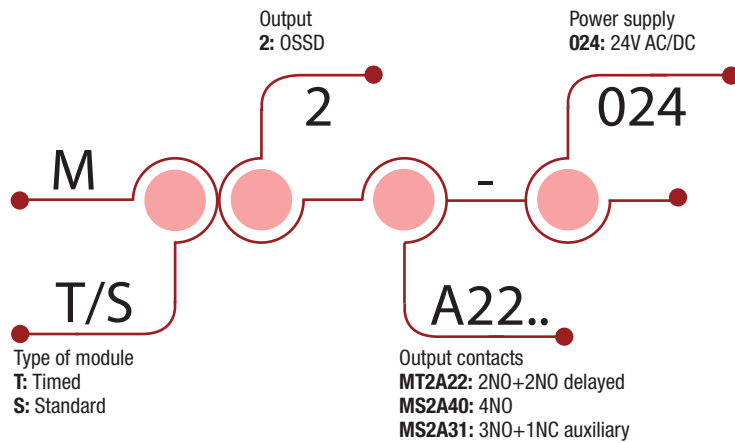 Output
2: OSSD
Power supply
024: 24V AC/DC
2
024
M
-
T/S
A22..
Type of module
T: Timed
S: Standard
Output contacts
MT2A22: 2NO+2NO delayed
MS2A40: 4NO
MS2A31: 3NO+1NC auxiliary